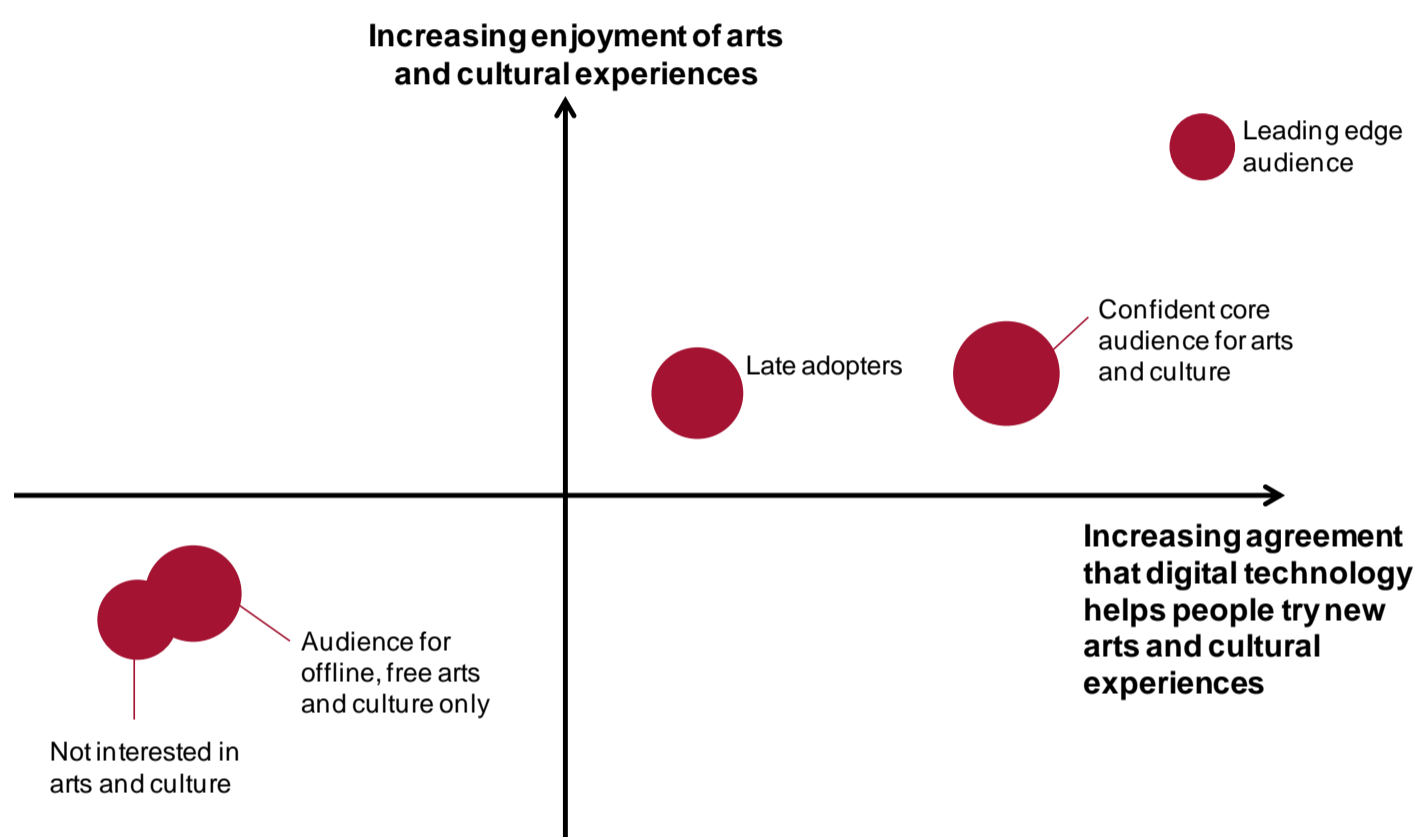 Increasing enjoyment of arts
and cultural experiences
Leading edge
audience
Confident core
audience for arts
and culture
Late adopters
Increasing agreement
that digital technology
helps people try new
arts and cultural
experiences
Audience for
offline, free arts
and culture only
Not interested in
arts and culture